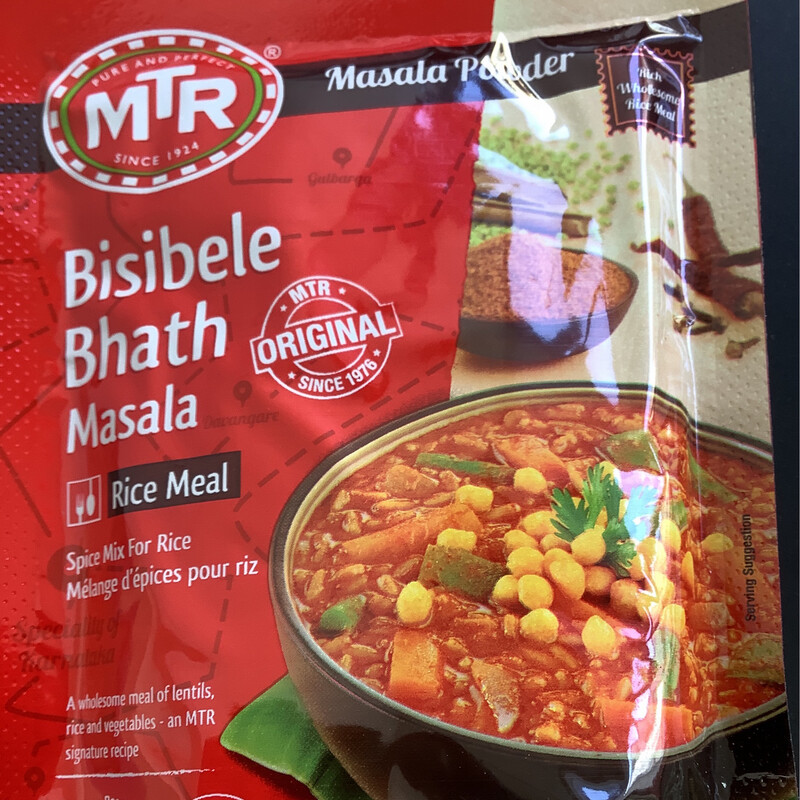 PURE AND PERFECT
MTR
®
SINCE 1924
Masala Powder
Rich
Wholesome
Rice Meal
Gulbarga
Bisibele
Bhath
Masala
MTR
ORIGINAL
SINCE 1976
Davangare
Rice Meal
Spice Mix For Rice
Mélange d'épices pour riz
Speciality of
Karnataka
A wholesome meal of lentils,
rice and vegetables - an MTR
signature recipe
Serving Suggestion